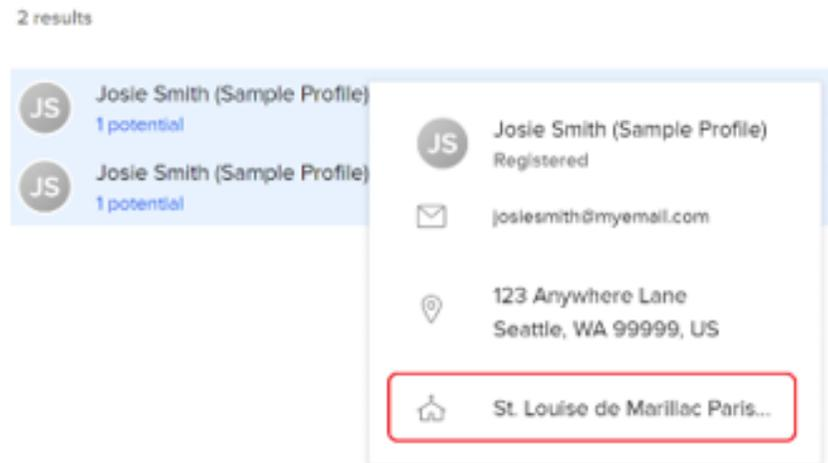 2 results
JS
Josie Smith (Sample Profile)
1 potential
JS
Josie Smith (Sample Profile)
1 potential
JS
Josie Smith (Sample Profile)
Registered
josiesmith@myemail.com
123 Anywhere Lane
Seattle, WA 99999, US
St. Louise de Marillac Paris...